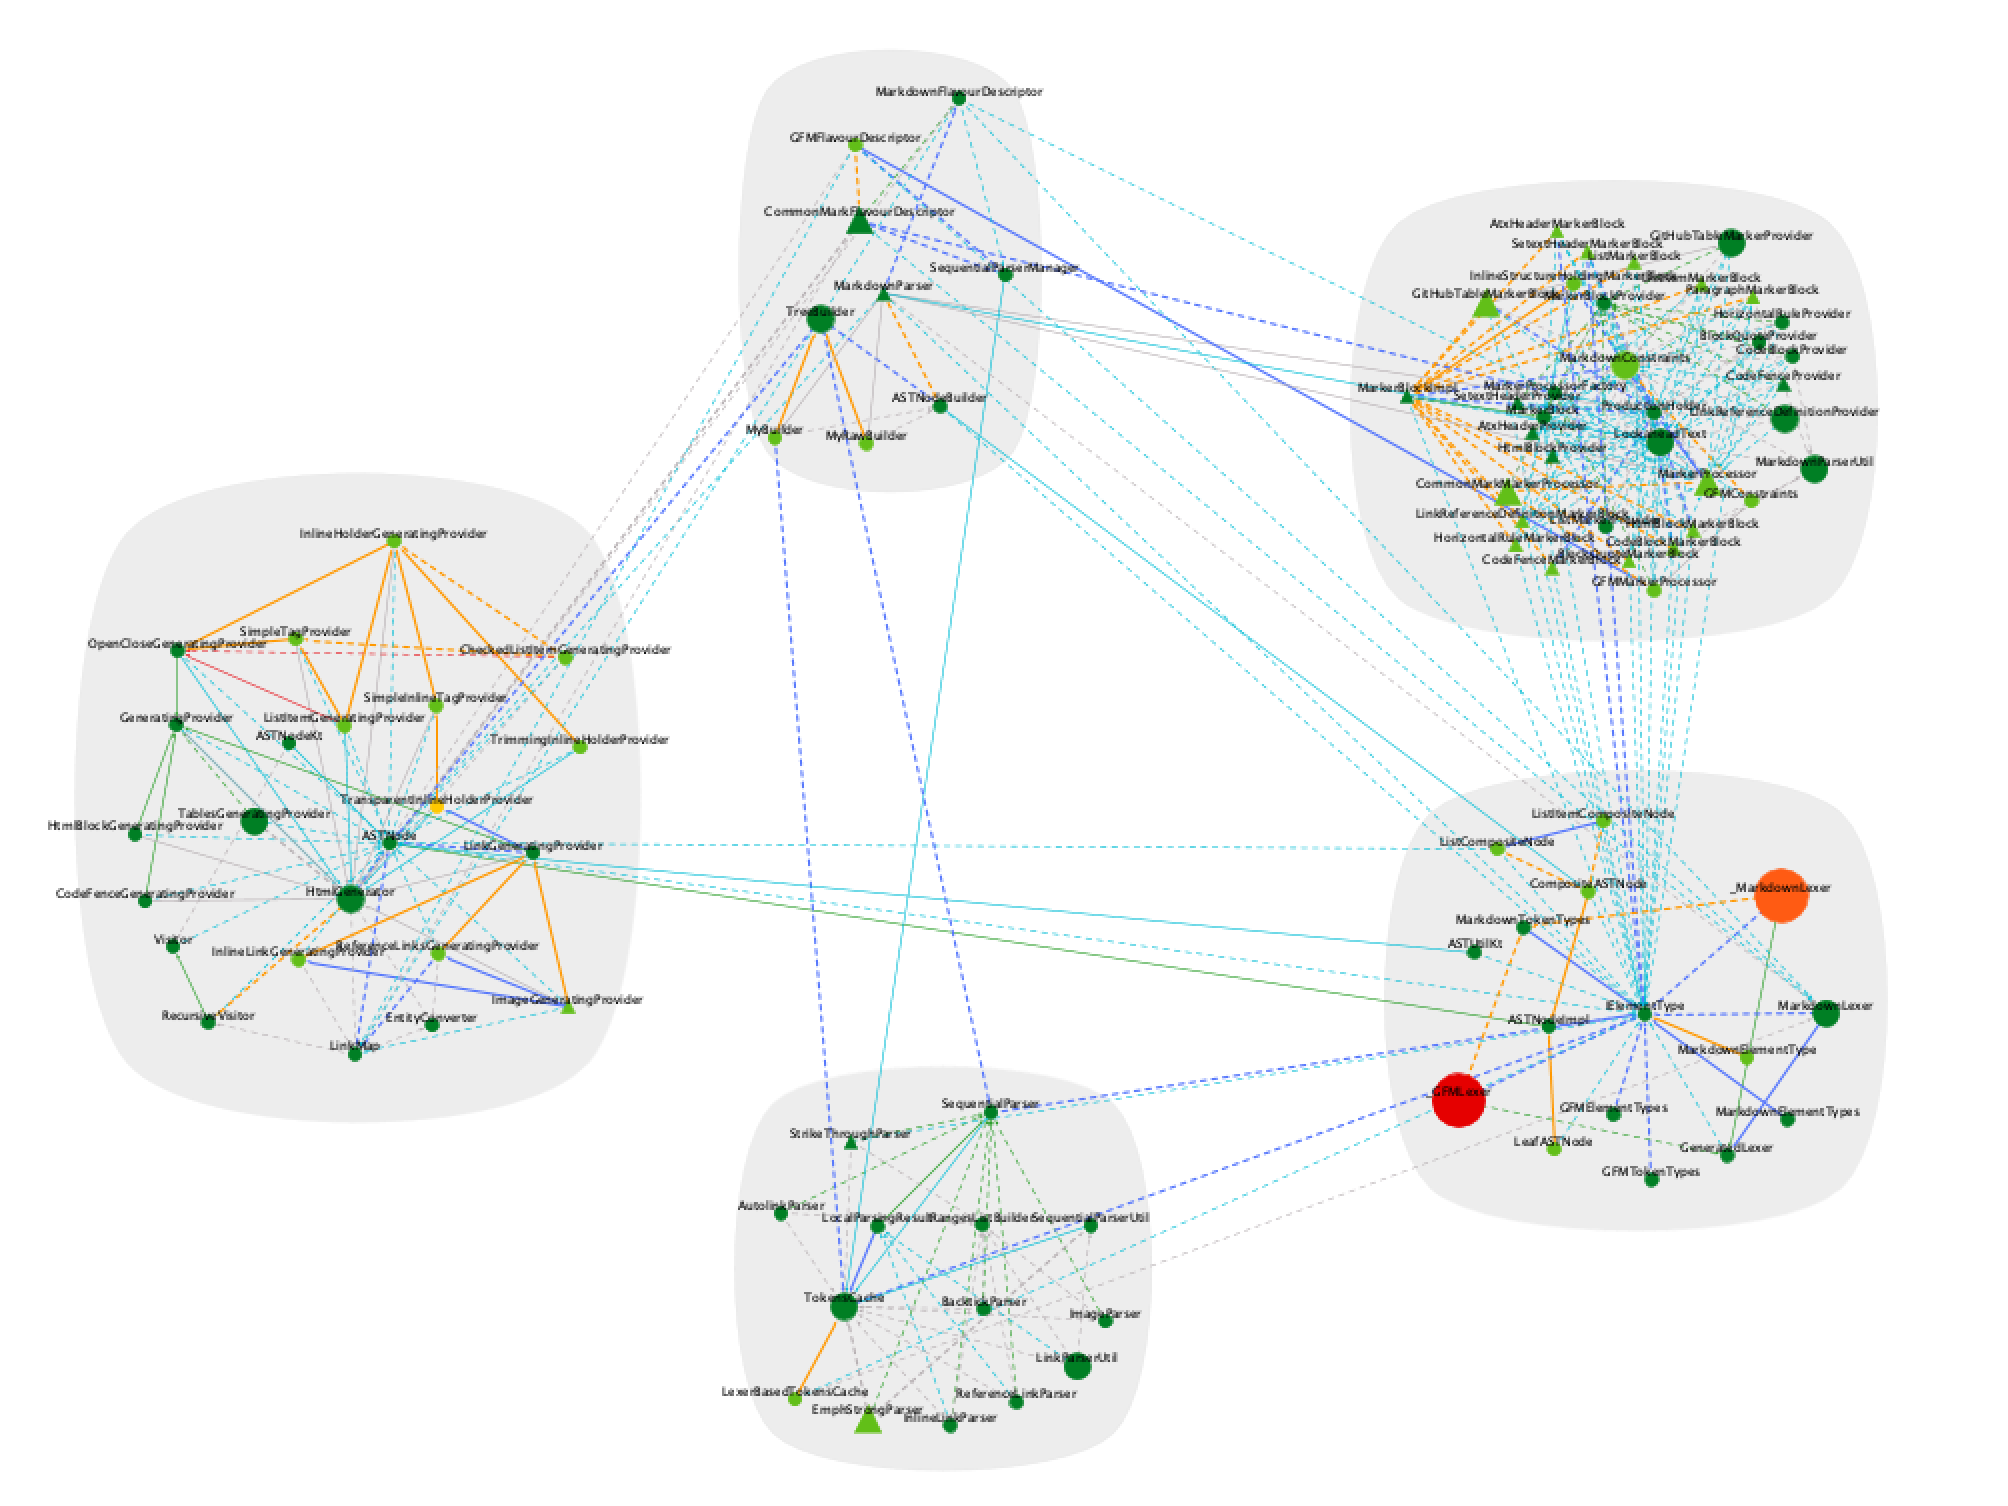 MarkdownFlavourDescriptor
GFMFlavourDescriptor
CommonMarkFlavourDescriptor
SequentialParserManager
MarkdownParser
TreeBuilder
ASTNodeBuilder
MyBuilder
MyRawBuilder
AtxHeaderMarkerBlock
GitHubTableMarkerProvider
SetextHeaderMarkerBlock
ListMarkerBlock
InlineStructureHoldingMarkerBlock
ParagraphMarkerBlock
GitHubTableMarkerBlock
MarkerBlockProvider
HorizontalRuleProvider
BlockQuoteProvider
CodeBlockProvider
MarkdownConstraints
CodeFenceProvider
MarkerBlockImpl
MarkerProcessorFactory
SetextHeaderProvider
ProductionHolder
LinkReferenceDefinitionProvider
MarkerBlock
AtxHeaderProvider
LookaheadText
HtmlBlockProvider
MarkdownParserUtil
MarkerProcessor
CommonMarkMarkerProcessor
GFMConstraints
LinkReferenceDefinitionMarkerBlock
HtmlBlockMarkerBlock
HorizontalRuleMarkerBlock
CodeBlockMarkerBlock
BlockQuoteMarkerBlock
CodeFenceMarkerBlock
GFMMarkerProcessor
InlineHolderGeneratingProvider
SimpleTagProvider
OpenCloseGeneratingProvider
CheckedListItemGeneratingProvider
SimpleInlineTagProvider
GeneratingProvider
ListItemGeneratingProvider
ASTNodeKt
TrimmingInlineHolderProvider
TransparentInlineHolderProvider
TablesGeneratingProvider
HtmlBlockGeneratingProvider
ASTNode
LinkGeneratingProvider
CodeFenceGeneratingProvider
HtmlGenerator
Visitor
ReferenceLinksGeneratingProvider
InlineLinkGeneratingProvider
ImageGeneratingProvider
RecursiveVisitor
EntityConverter
LinkMap
ListItemCompositeNode
ListCompositeNode
CompositeASTNode
_MarkdownLexer
MarkdownTokenTypes
ASTUtilKt
IElementType
MarkdownLexer
ASTNodeImpl
MarkdownElementType
_GFMLexer
GFMElementTypes
MarkdownElementTypes
LeafASTNode
GeneratedLexer
GFMTokenTypes
SequentialParser
StrikeThroughParser
AutolinkParser
LocalParsingResult
RangesListBuilder
SequentialParserUtil
TokensCache
BacktickParser
ImageParser
LinkParserUtil
LexerBasedTokensCache
ReferenceLinkParser
EmphStrongParser
InlineLinkParser